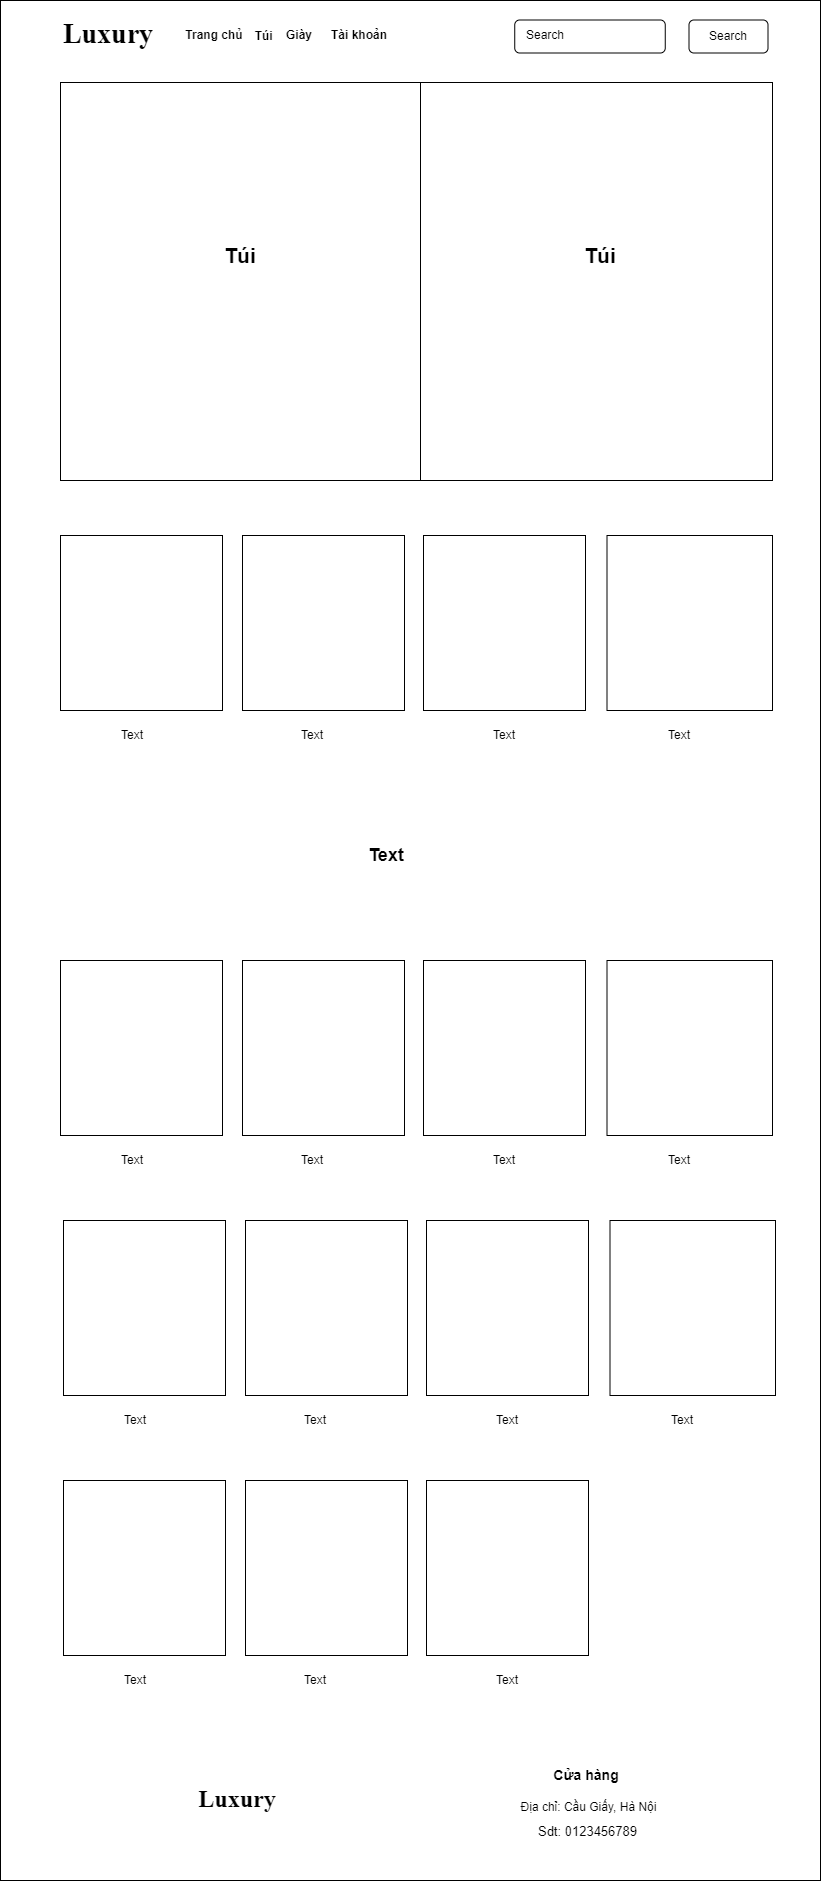 Luxury Trang chủ Túi Giày Tài khoản Search Search
Túi Túi
Text Text Text Text
Text
Text Text Text Text
Text Text Text Text
Text Text Text
Cửa hàng
Luxury
Địa chỉ: Cầu Giấy, Hà Nội
Sdt: 0123456789